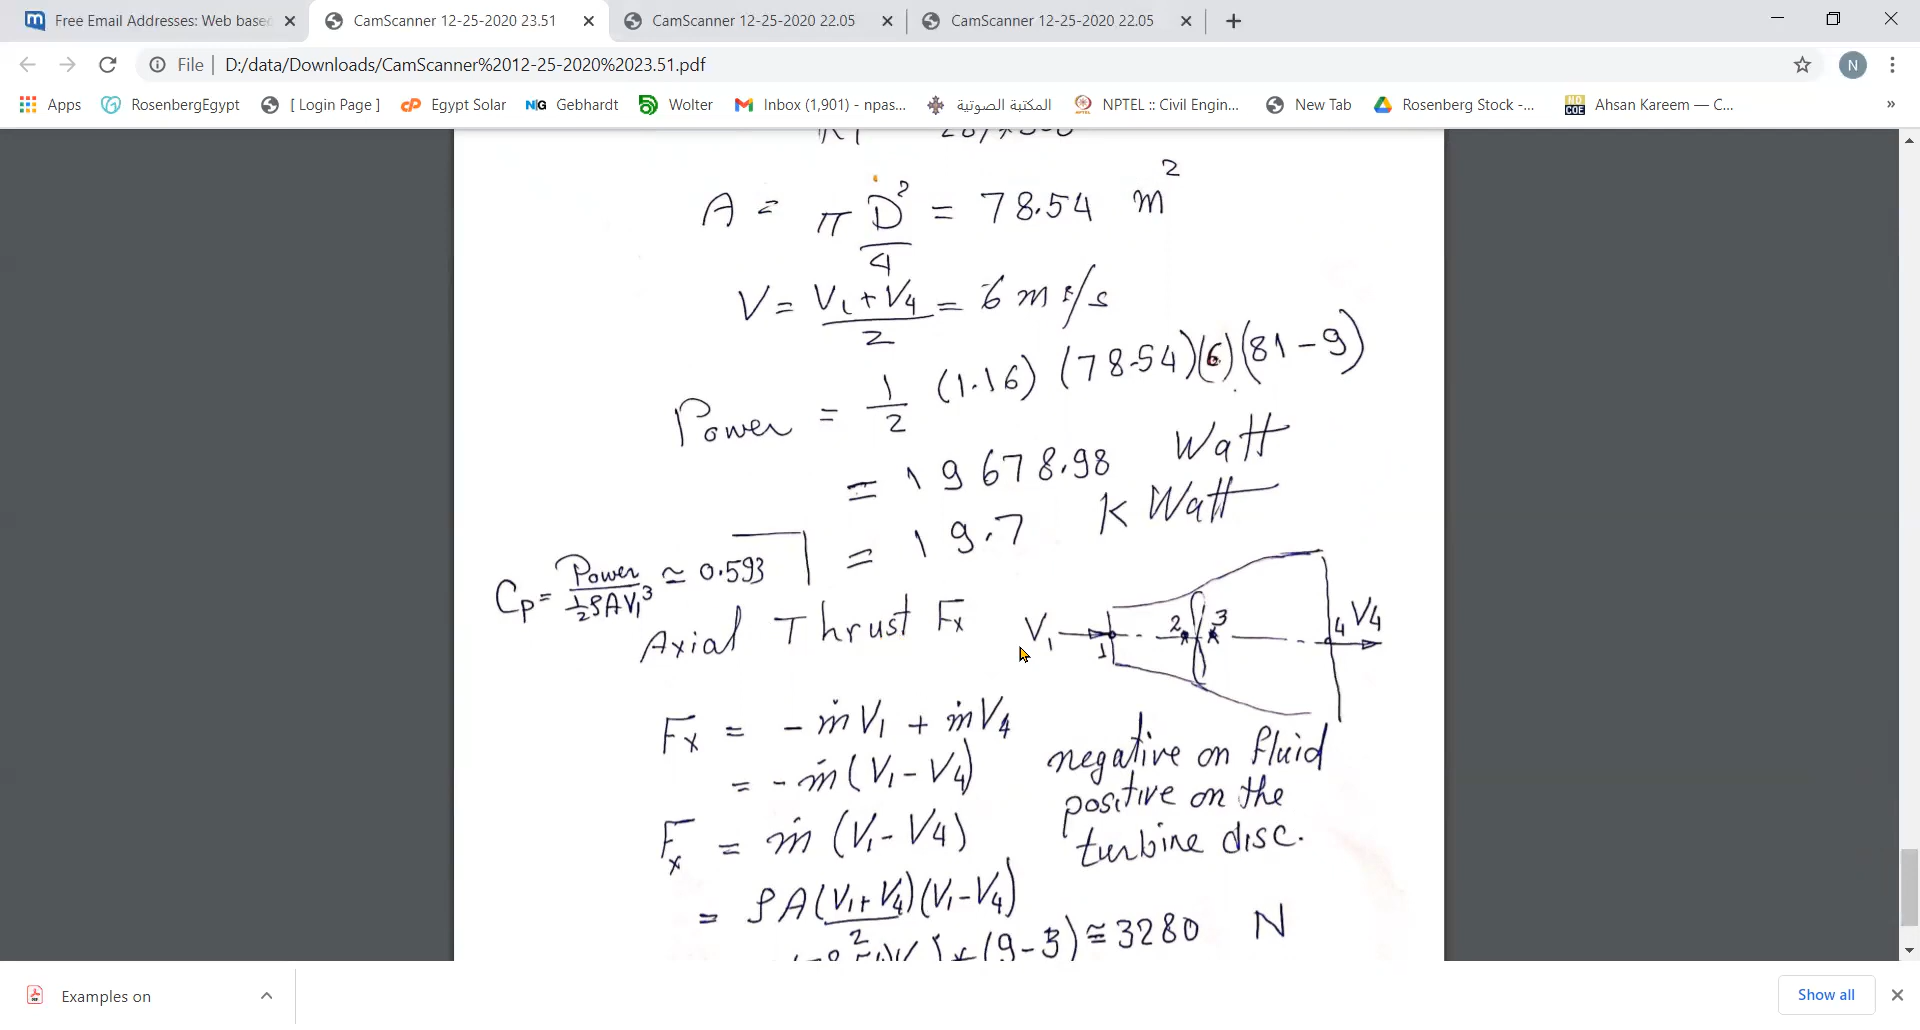 Free Email Addresses: Web base
CamScanner 12-25-2020 23.51
CamScanner 12-25-2020 22.05
CamScanner 12-25-2020 22.05
File | D:/data/Downloads/CamScanner%2012-25-2020%2023.51.pdf
N
Apps
RosenbergEgypt
[ Login Page ]
Egypt Solar
Gebhardt
Wolter
Inbox (1,901) - npas...
المكتبة الصوتية
NPTEL :: Civil Engin...
New Tab
Rosenberg Stock -...
Ahsan Kareem — C...
»
A = π D²/4 = 78.54 m²
V = (V₁ + V₄)/2 = 6 m/s
Power = 1/2 (1.16) (78.54)(6)(81-9)
= 19678.98 Watt
= 19.7 K Watt
Cp = Power / ½ρAV₁³ ≃ 0.593
Axial Thrust Fx
V₁ 1 2 3 4 V₄
Fx = - ṁV₁ + ṁV₄
= - ṁ(V₁ - V₄)
Fx = ṁ (V₁ - V₄)
negative on fluid
positive on the
turbine disc.
= ρA(V₁+V₄)/2 (V₁-V₄)
(9-3) ≅ 3280 N
Examples on
Show all